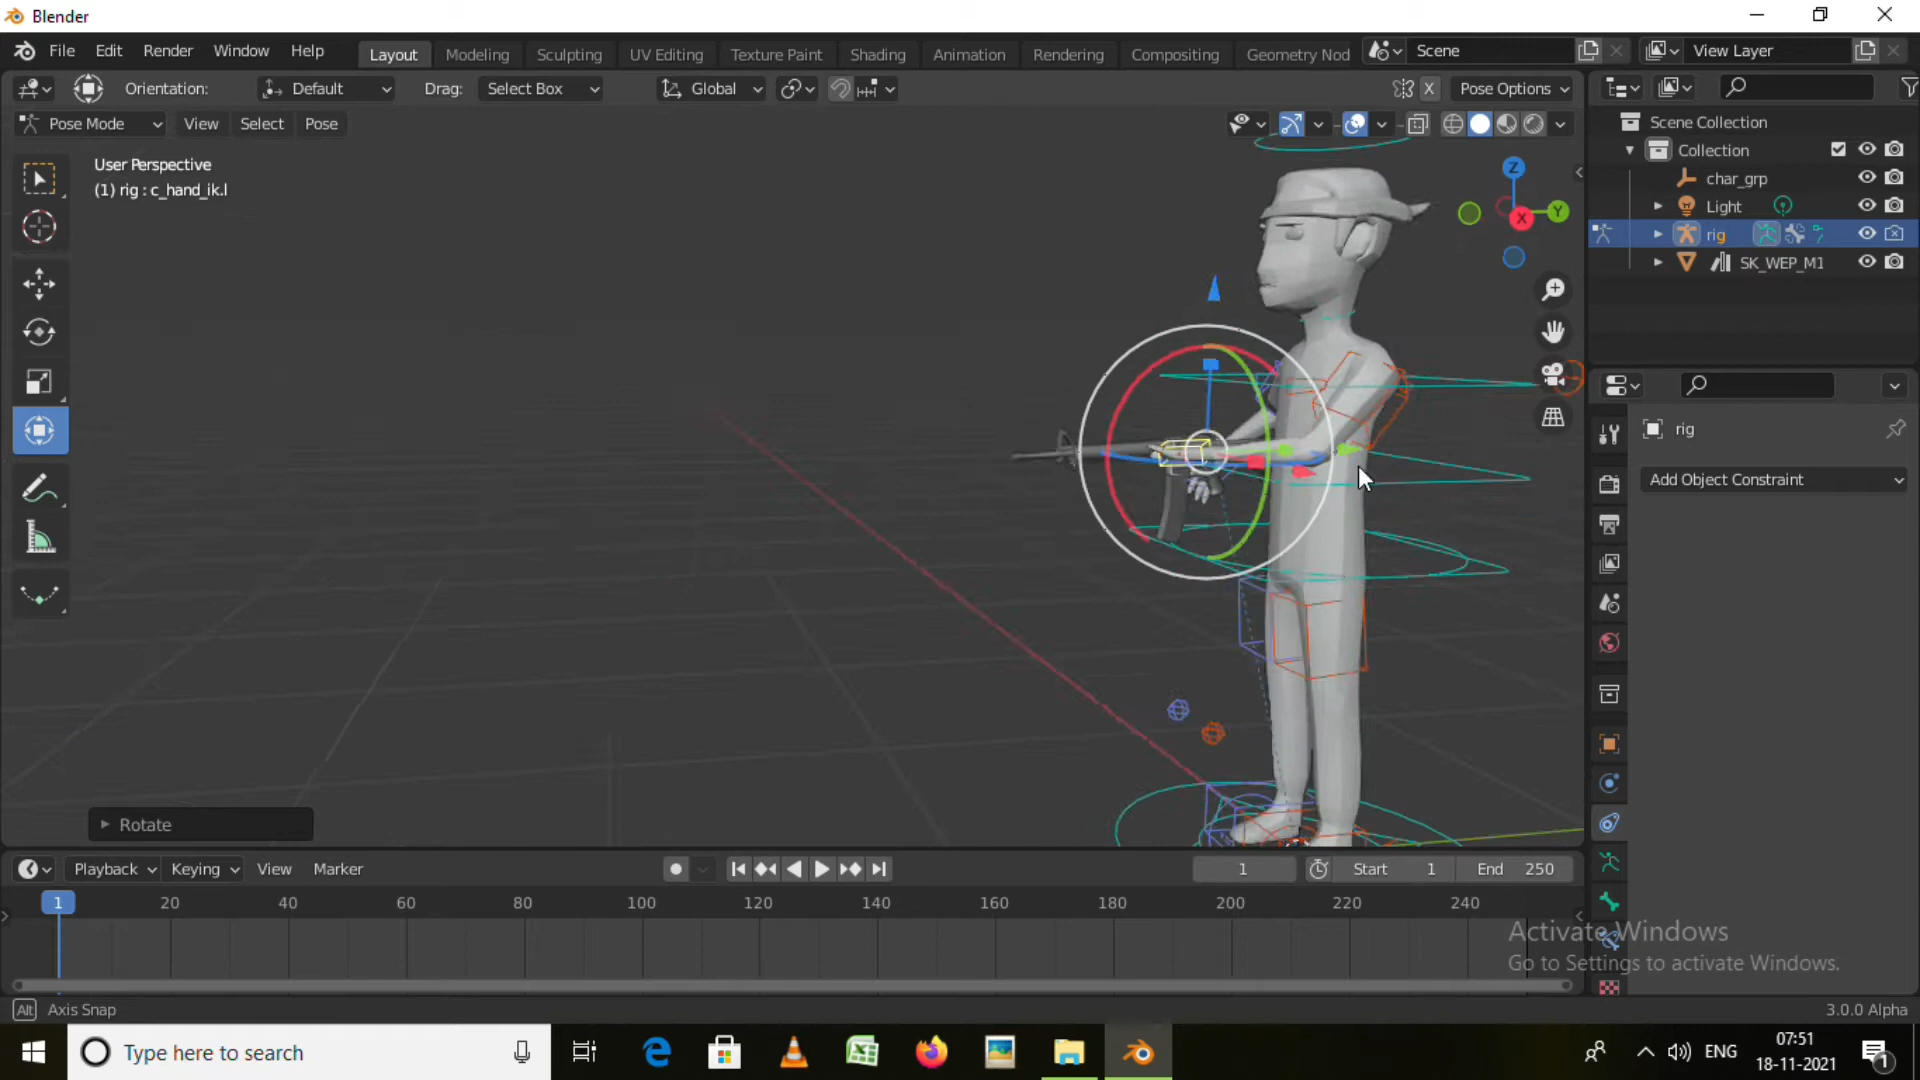 Blender
File Edit Render Window Help Layout Modeling Sculpting UV Editing Texture Paint Shading Animation Rendering Compositing Geometry Nod Scene View Layer
Orientation: Default Drag: Select Box Global X Pose Options
Pose Mode View Select Pose
User Perspective
(1) rig : c_hand_ik.l
Z
Y
X
Scene Collection
Collection
char_grp
Light
rig
SK_WEP_M1
rig
Add Object Constraint
Rotate
Playback Keying View Marker 1 Start 1 End 250
1 20 40 60 80 100 120 140 160 180 200 220 240
Activate Windows
Go to Settings to activate Windows.
Alt Axis Snap 3.0.0 Alpha
Type here to search
ENG
07:51
18-11-2021
1